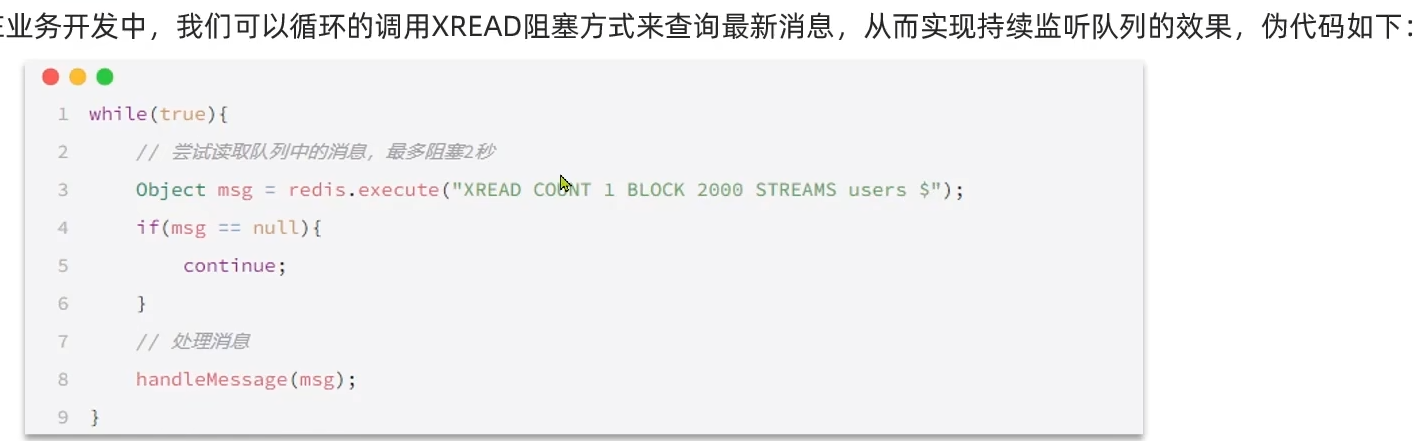 业务开发中，我们可以循环的调用XREAD阻塞方式来查询最新消息，从而实现持续监听队列的效果，伪代码如下：
1 while(true){
2 // 尝试读取队列中的消息，最多阻塞2秒
3 Object msg = redis.execute("XREAD COUNT 1 BLOCK 2000 STREAMS users $");
4 if(msg == null){
5 continue;
6 }
7 // 处理消息
8 handleMessage(msg);
9 }